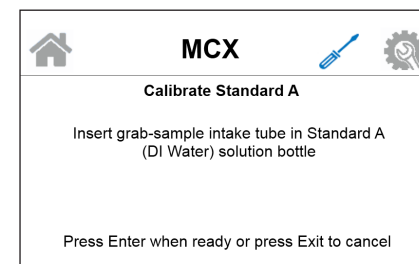 MCX
Calibrate Standard A
Insert grab-sample intake tube in Standard A
(DI Water) solution bottle
Press Enter when ready or press Exit to cancel